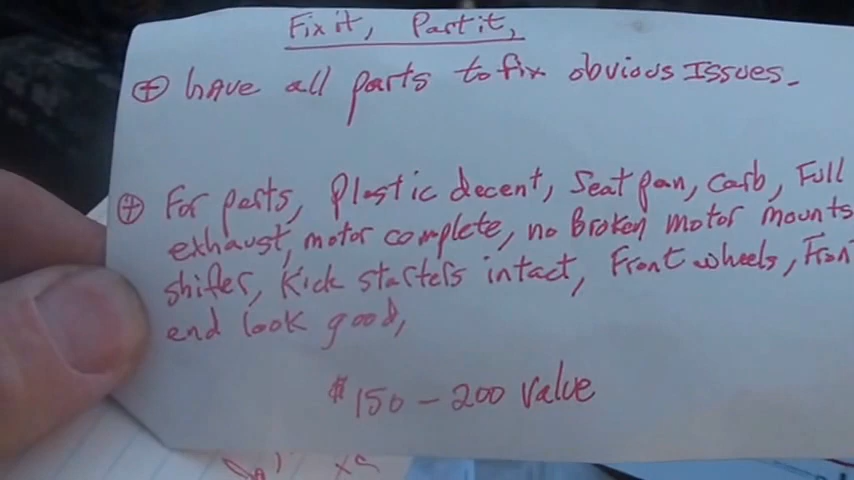 Fix it, Part it,
⊕ have all parts to fix obvious Issues.
⊕ For parts, Plastic decent, Seat pan, carb, Full
exhaust, motor complete, no Broken motor mounts
shifter, Kick starters intact, Front wheels, Fron
end look good,
$150 - 200 value